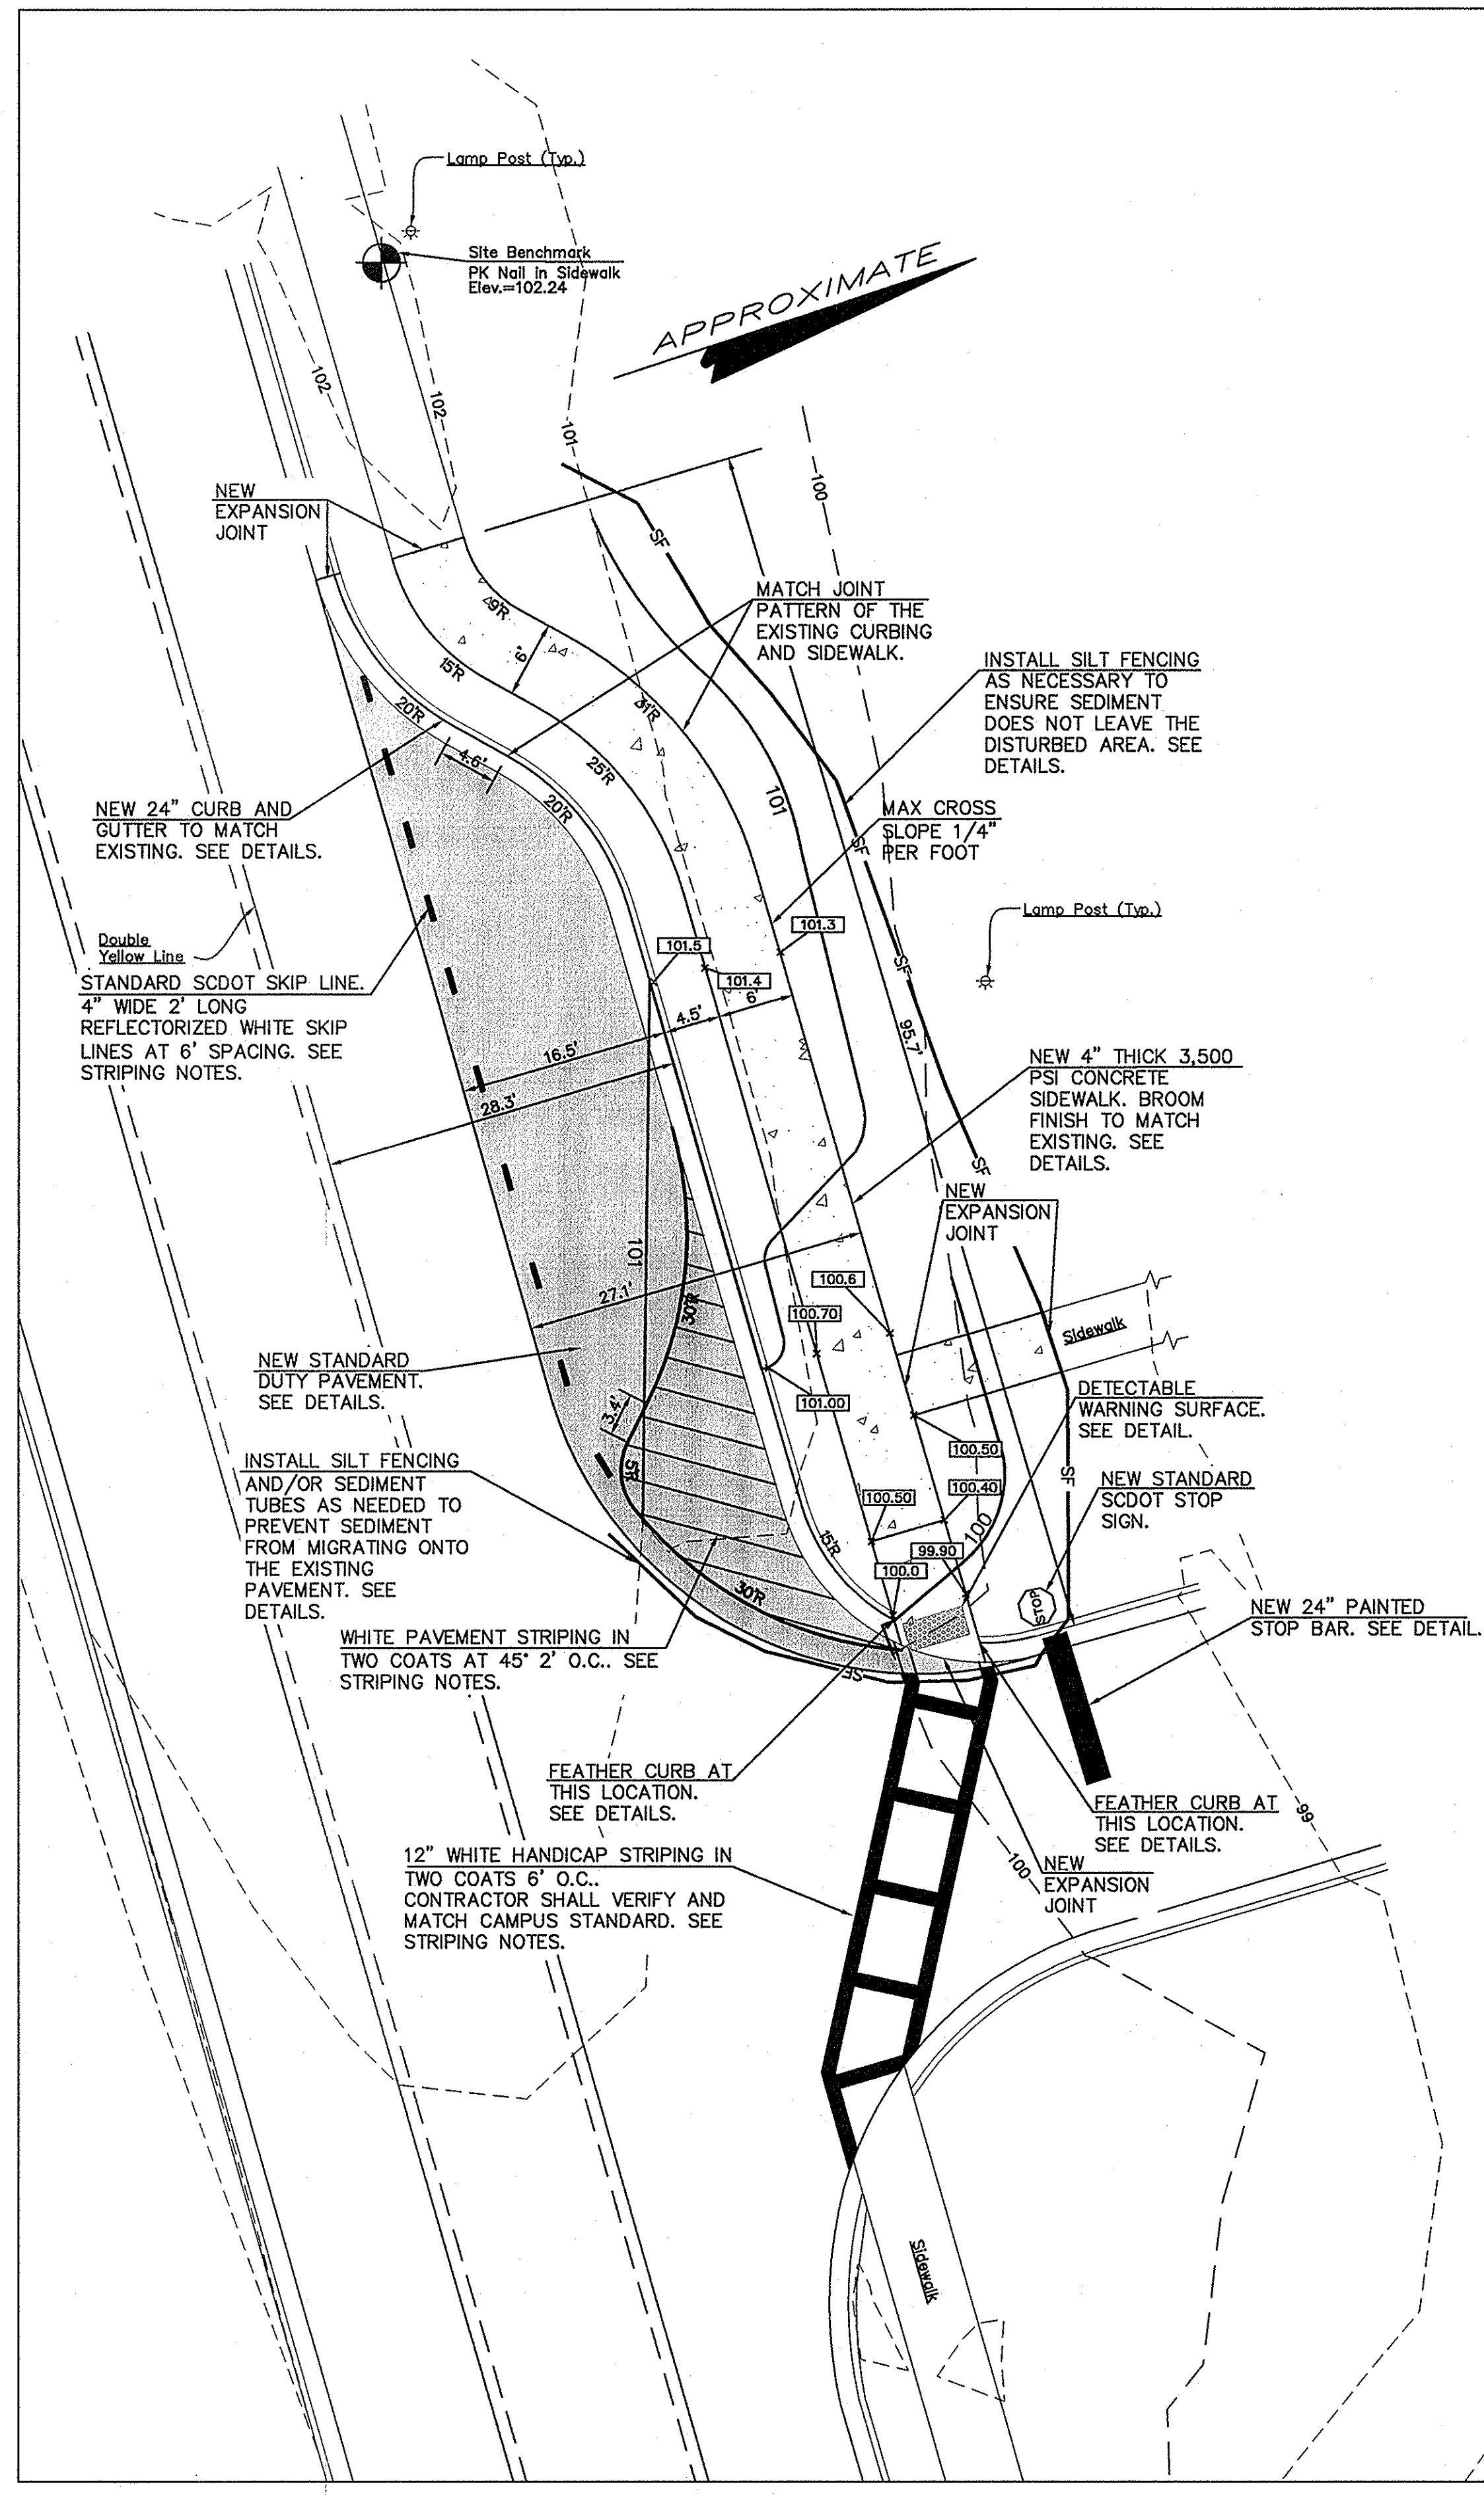 Lamp Post (Typ.)
Site Benchmark
PK Nail in Sidewalk
Elev.=102.24
APPROXIMATE
102
102
101
100
NEW
EXPANSION
JOINT
SF
9'R
MATCH JOINT
PATTERN OF THE
EXISTING CURBING
AND SIDEWALK.
6'
15'R
INSTALL SILT FENCING
AS NECESSARY TO
ENSURE SEDIMENT
DOES NOT LEAVE THE
DISTURBED AREA. SEE
DETAILS.
20'R
31'R
4.6'
25'R
20'R
101
NEW 24" CURB AND
GUTTER TO MATCH
EXISTING. SEE DETAILS.
MAX CROSS
SLOPE 1/4"
PER FOOT
SF
Lamp Post (Typ.)
101.3
Double
Yellow Line
101.5
101.4
SF
STANDARD SCDOT SKIP LINE.
4" WIDE 2' LONG
REFLECTORIZED WHITE SKIP
LINES AT 6' SPACING. SEE
STRIPING NOTES.
6'
4.5'
95.7'
16.5'
28.3'
NEW 4" THICK 3,500
PSI CONCRETE
SIDEWALK. BROOM
FINISH TO MATCH
EXISTING. SEE
DETAILS.
SF
NEW
EXPANSION
JOINT
101
27.1'
30'R
100.6
100.70
Sidewalk
NEW STANDARD
DUTY PAVEMENT.
SEE DETAILS.
101.00
DETECTABLE
WARNING SURFACE.
SEE DETAIL.
3.4'
100.50
INSTALL SILT FENCING
AND/OR SEDIMENT
TUBES AS NEEDED TO
PREVENT SEDIMENT
FROM MIGRATING ONTO
THE EXISTING
PAVEMENT. SEE
DETAILS.
5'R
SF
NEW STANDARD
SCDOT STOP
SIGN.
100.50
100.40
100
15'R
99.90
100.0
30'R
STOP
NEW 24" PAINTED
STOP BAR. SEE DETAIL.
WHITE PAVEMENT STRIPING IN
TWO COATS AT 45° 2' O.C.. SEE
STRIPING NOTES.
SF
FEATHER CURB AT
THIS LOCATION.
SEE DETAILS.
FEATHER CURB AT
THIS LOCATION.
SEE DETAILS.
99
12" WHITE HANDICAP STRIPING IN
TWO COATS 6' O.C..
CONTRACTOR SHALL VERIFY AND
MATCH CAMPUS STANDARD. SEE
STRIPING NOTES.
100
NEW
EXPANSION
JOINT
Sidewalk